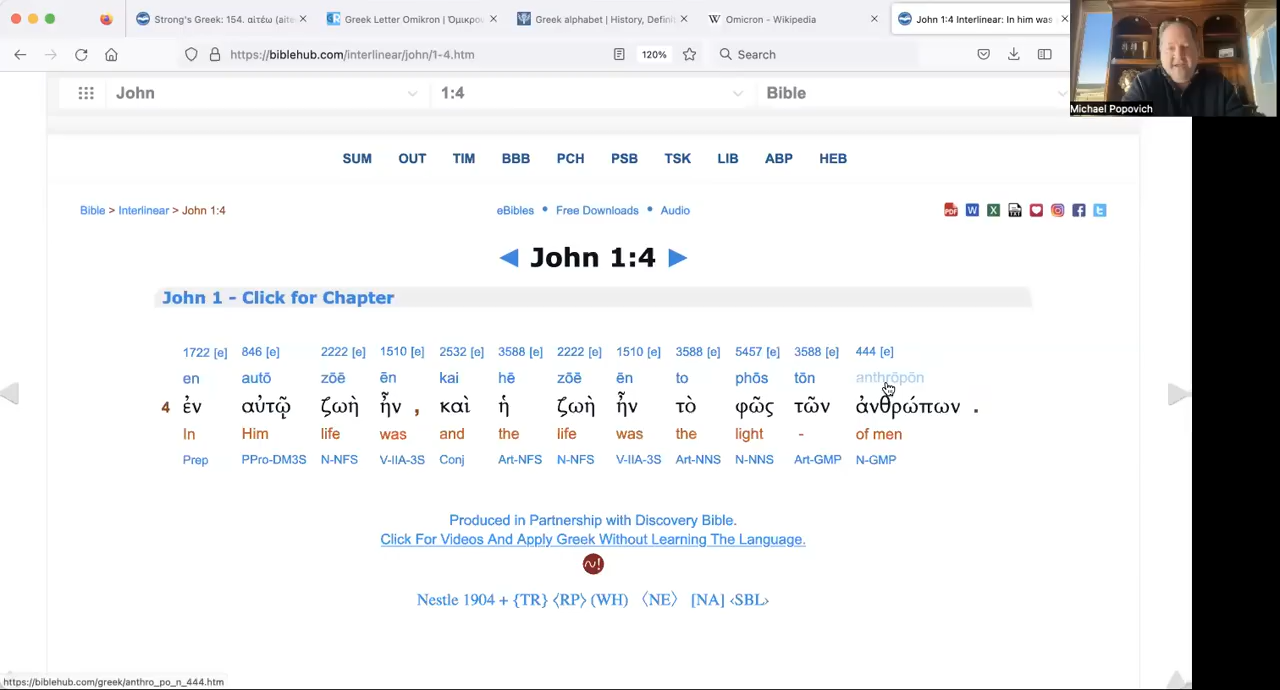 Strong's Greek: 154. αἰτέω (aite
Greek Letter Omikron | Ὄμικρο
Greek alphabet | History, Defini
Omicron - Wikipedia
John 1:4 Interlinear: In him was
https://biblehub.com/interlinear/john/1-4.htm 120% Search
Michael Popovich
John 1:4 Bible
SUM OUT TIM BBB PCH PSB TSK LIB ABP HEB
Bible > Interlinear > John 1:4 eBibles • Free Downloads • Audio
◄ John 1:4 ►
John 1 - Click for Chapter
1722 [e] 846 [e] 2222 [e] 1510 [e] 2532 [e] 3588 [e] 2222 [e] 1510 [e] 3588 [e] 5457 [e] 3588 [e] 444 [e]
en autō zōē ēn kai hē zōē ēn to phōs tōn anthrōpōn
4 ἐν αὐτῷ ζωὴ ἦν , καὶ ἡ ζωὴ ἦν τὸ φῶς τῶν ἀνθρώπων .
In Him life was and the life was the light - of men
Prep PPro-DM3S N-NFS V-IIA-3S Conj Art-NFS N-NFS V-IIA-3S Art-NNS N-NNS Art-GMP N-GMP
Produced in Partnership with Discovery Bible.
Click For Videos And Apply Greek Without Learning The Language.
Nestle 1904 + {TR} ⟨RP⟩ (WH) 〈NE〉 [NA] ‹SBL›
https://biblehub.com/greek/anthro_po_n_444.htm